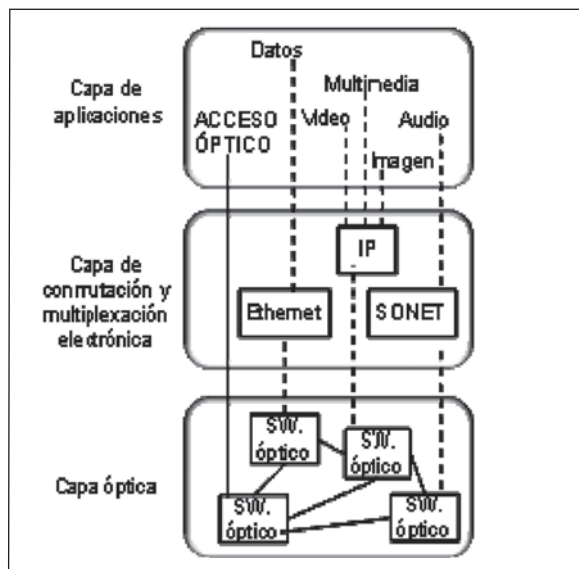 Datos
Capa de
aplicaciones
Multimedia
ACCESO
ÓPTICO
Video
Audio
Imagen
Capa de
conmutación y
multiplexación
electrónica
IP
Ethernet
SONET
Capa óptica
SW.
óptico
SW.
óptico
SW.
óptico
SW.
óptico